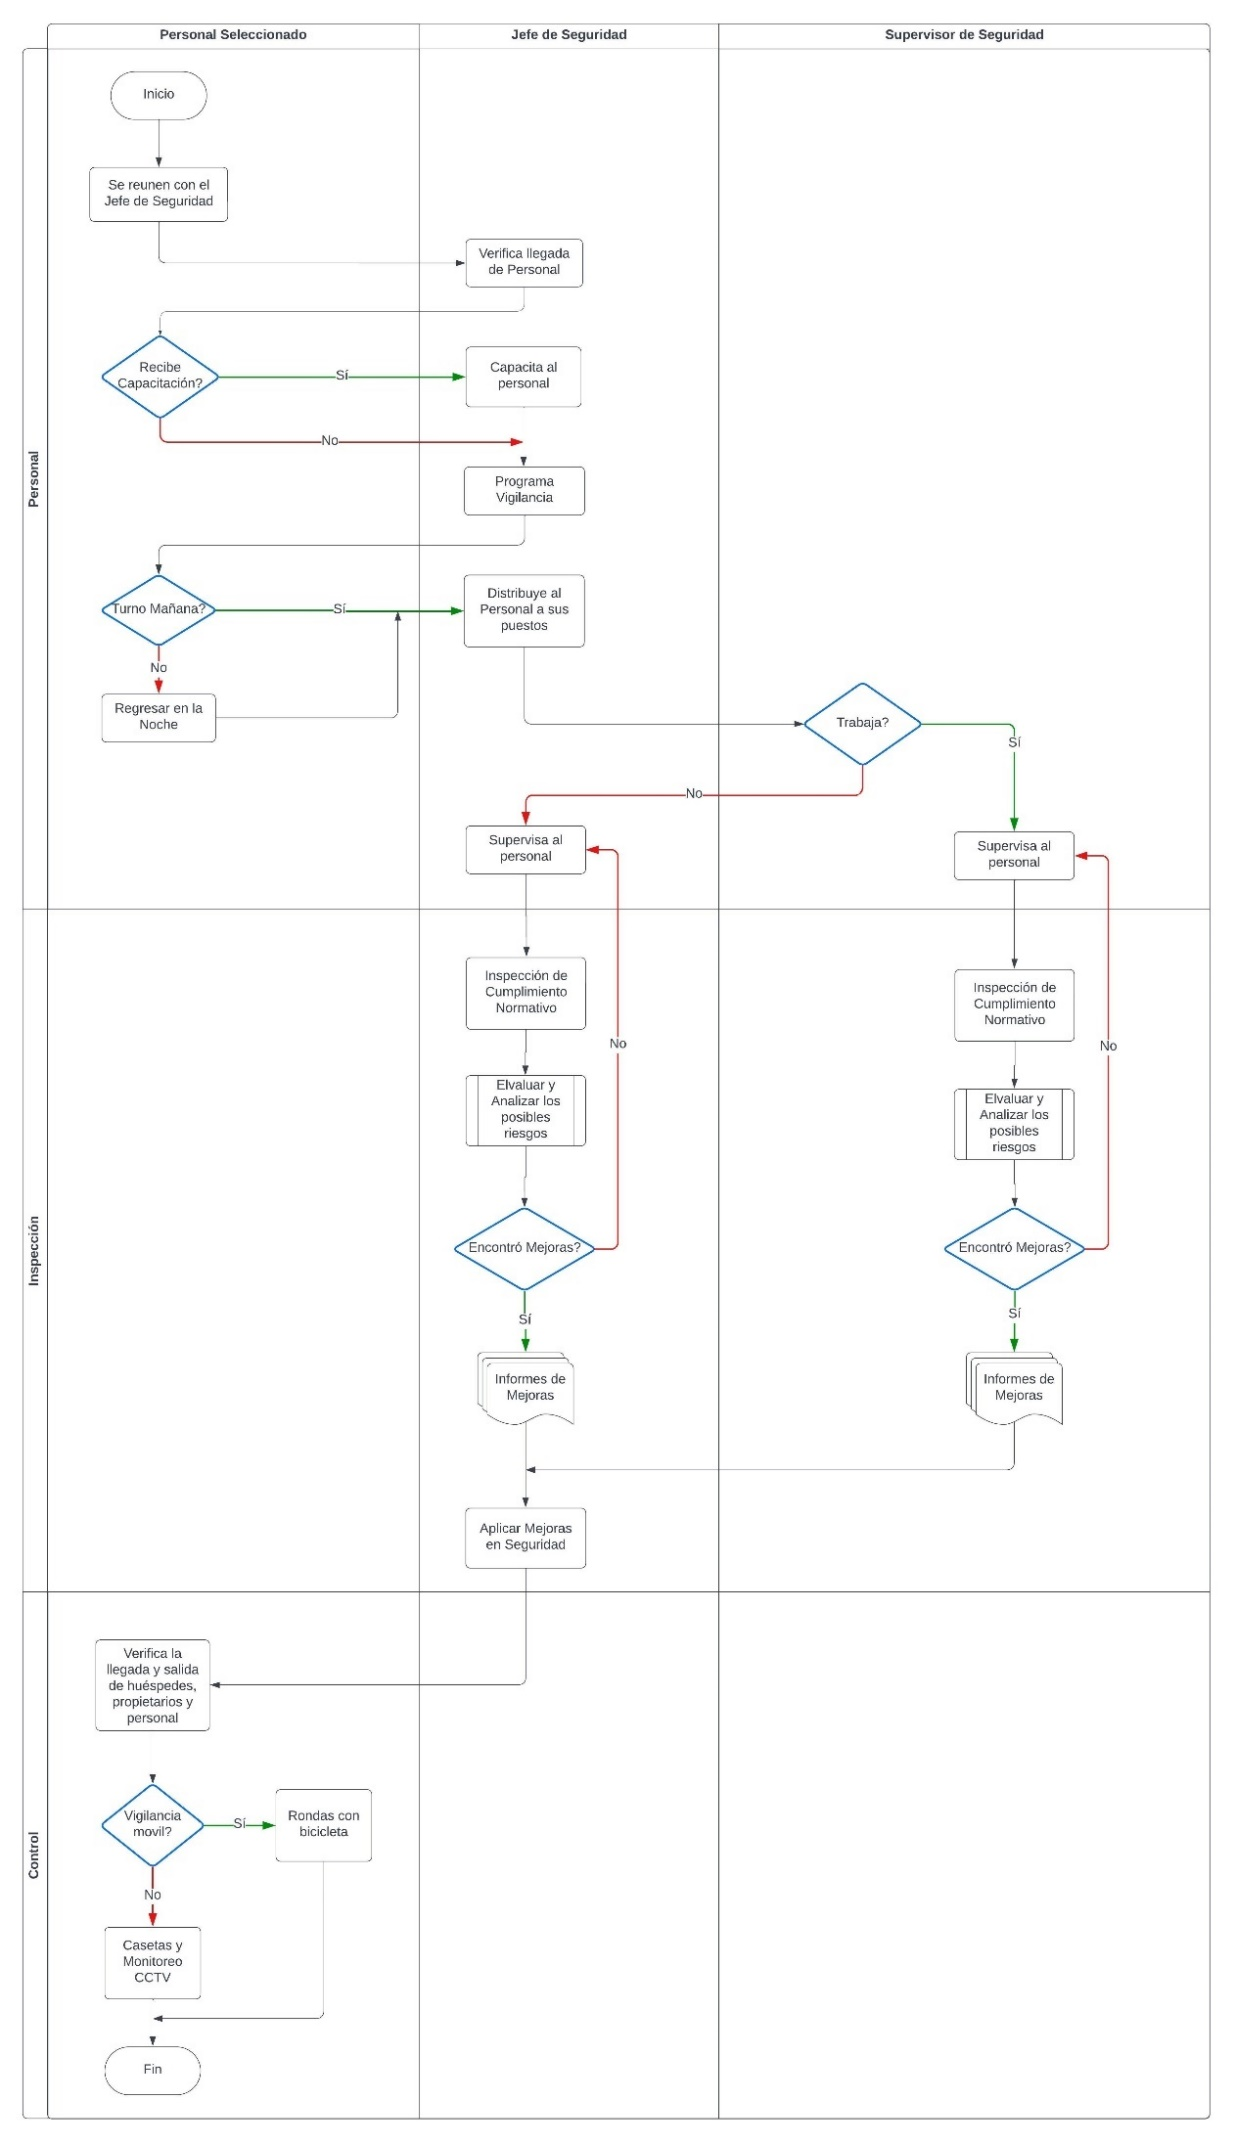 Personal Seleccionado
Jefe de Seguridad
Supervisor de Seguridad
Personal
Inicio
Se reunen con el
Jefe de Seguridad
Verifica llegada
de Personal
Recibe
Capacitación?
Sí
Capacita al
personal
No
Programa
Vigilancia
Turno Mañana?
Sí
Distribuye al
Personal a sus
puestos
No
Regresar en la
Noche
Trabaja?
Sí
No
Supervisa al
personal
Supervisa al
personal
Inspección
Inspección de
Cumplimiento
Normativo
Inspección de
Cumplimiento
Normativo
No
No
Elvaluar y
Analizar los
posibles
riesgos
Elvaluar y
Analizar los
posibles
riesgos
Encontró Mejoras?
Encontró Mejoras?
Sí
Sí
Informes de
Mejoras
Informes de
Mejoras
Aplicar Mejoras
en Seguridad
Control
Verifica la
llegada y salida
de huéspedes,
propietarios y
personal
Vigilancia
movil?
Sí
Rondas con
bicicleta
No
Casetas y
Monitoreo
CCTV
Fin